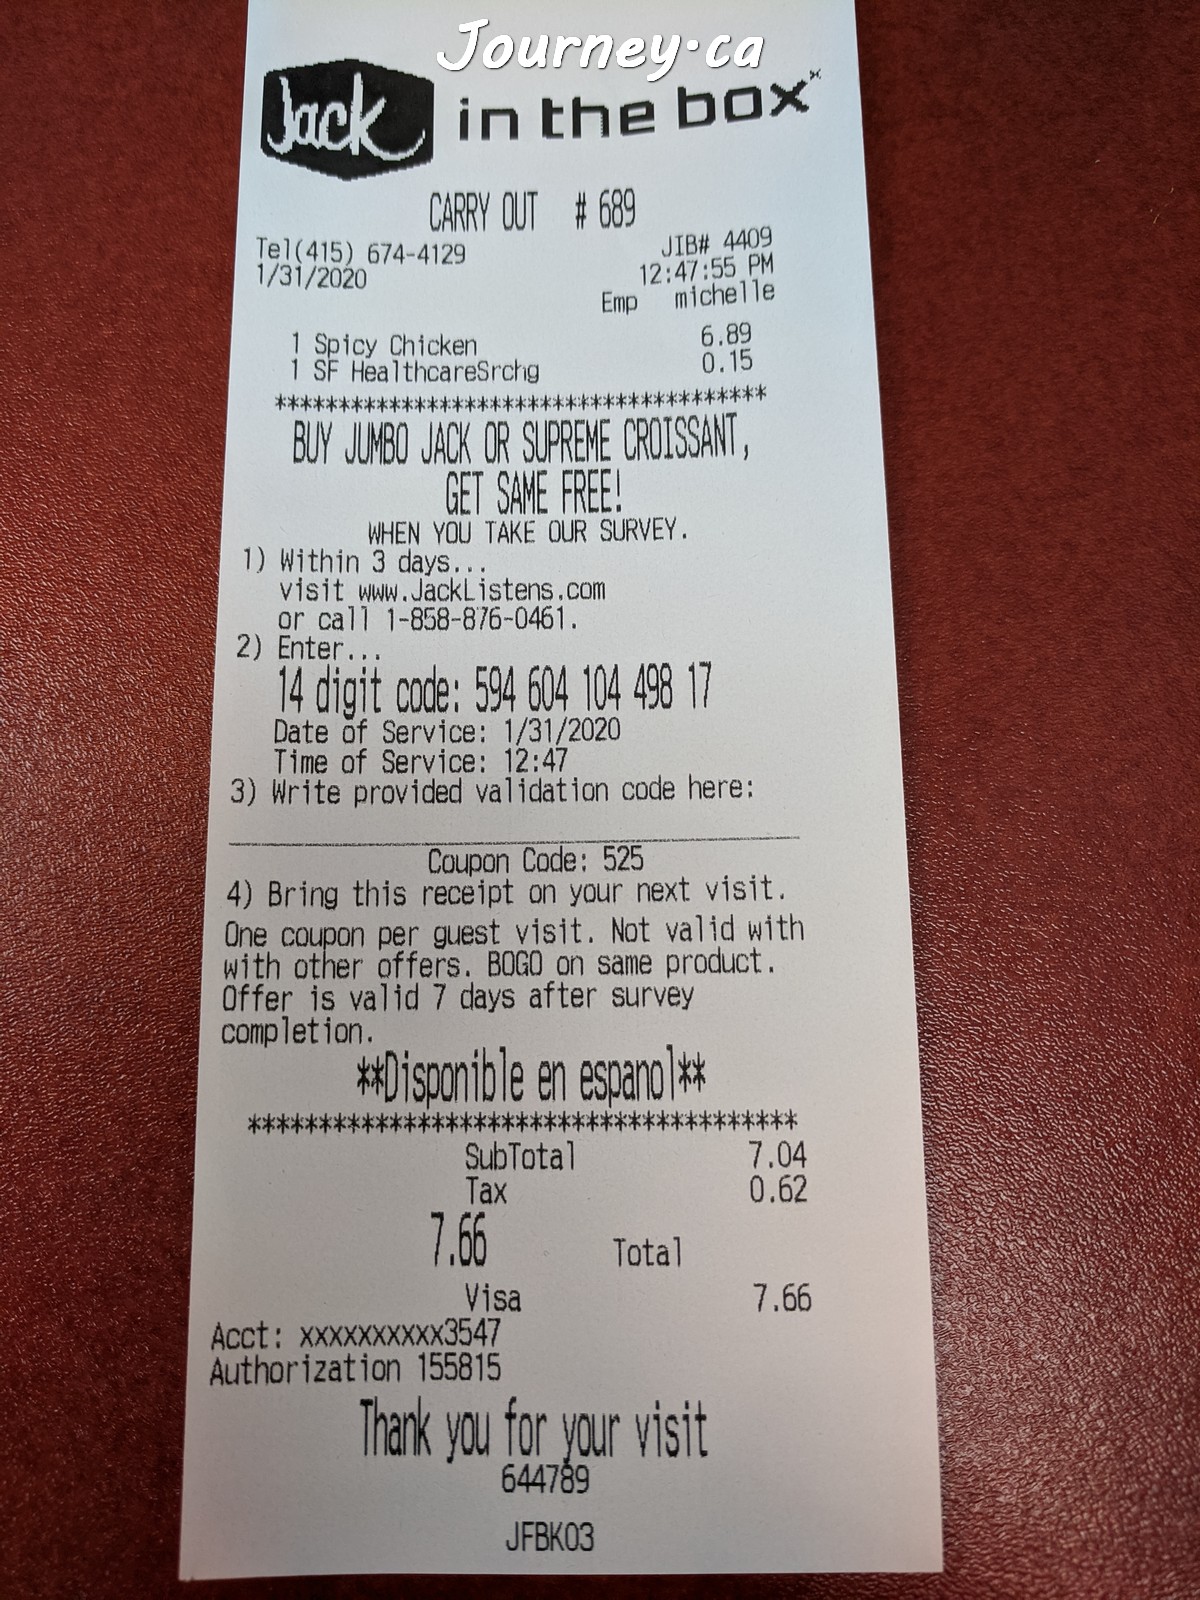 Journey.ca
Jack in the box
CARRY OUT # 689
Tel(415) 674-4129 JIB# 4409
1/31/2020 12:47:55 PM
Emp michelle
1 Spicy Chicken 6.89
1 SF HealthcareSrchg 0.15
***************************************
BUY JUMBO JACK OR SUPREME CROISSANT,
GET SAME FREE!
WHEN YOU TAKE OUR SURVEY.
1) Within 3 days...
visit www.JackListens.com
or call 1-858-876-0461.
2) Enter...
14 digit code: 594 604 104 498 17
Date of Service: 1/31/2020
Time of Service: 12:47
3) Write provided validation code here:
Coupon Code: 525
4) Bring this receipt on your next visit.
One coupon per guest visit. Not valid with
with other offers. BOGO on same product.
Offer is valid 7 days after survey
completion.
**Disponible en espanol**
***************************************
SubTotal 7.04
Tax 0.62
7.66 Total
Visa 7.66
Acct: xxxxxxxxxx3547
Authorization 155815
Thank you for your visit
644789
JFBK03